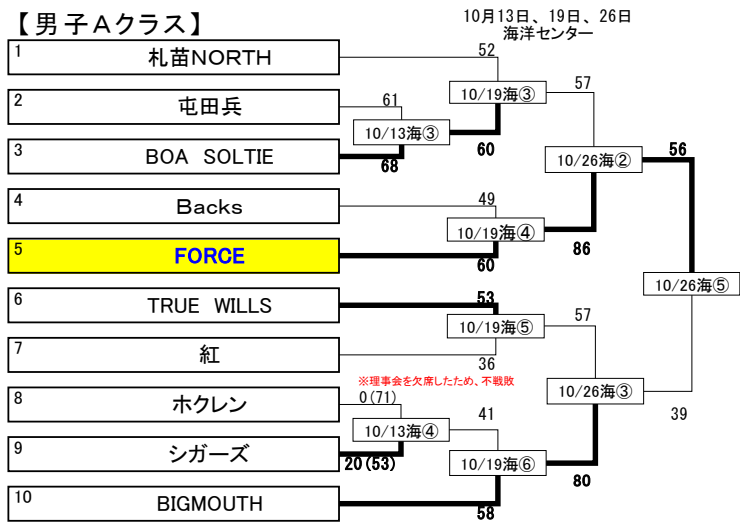 【男子Aクラス】
10月13日、19日、26日
海洋センター
1 札苗NORTH
52
10/19海③
57
2 屯田兵
61
10/13海③
60
3 BOA SOLTIE
68
10/26海②
56
4 Backs
49
10/19海④
86
5 FORCE
60
10/26海⑤
6 TRUE WILLS
53
10/19海⑤
57
7 紅
36
※理事会を欠席したため、不戦敗
10/26海③
39
8 ホクレン
0(71)
10/13海④
41
9 シガーズ
20(53)
10/19海⑥
80
10 BIGMOUTH
58